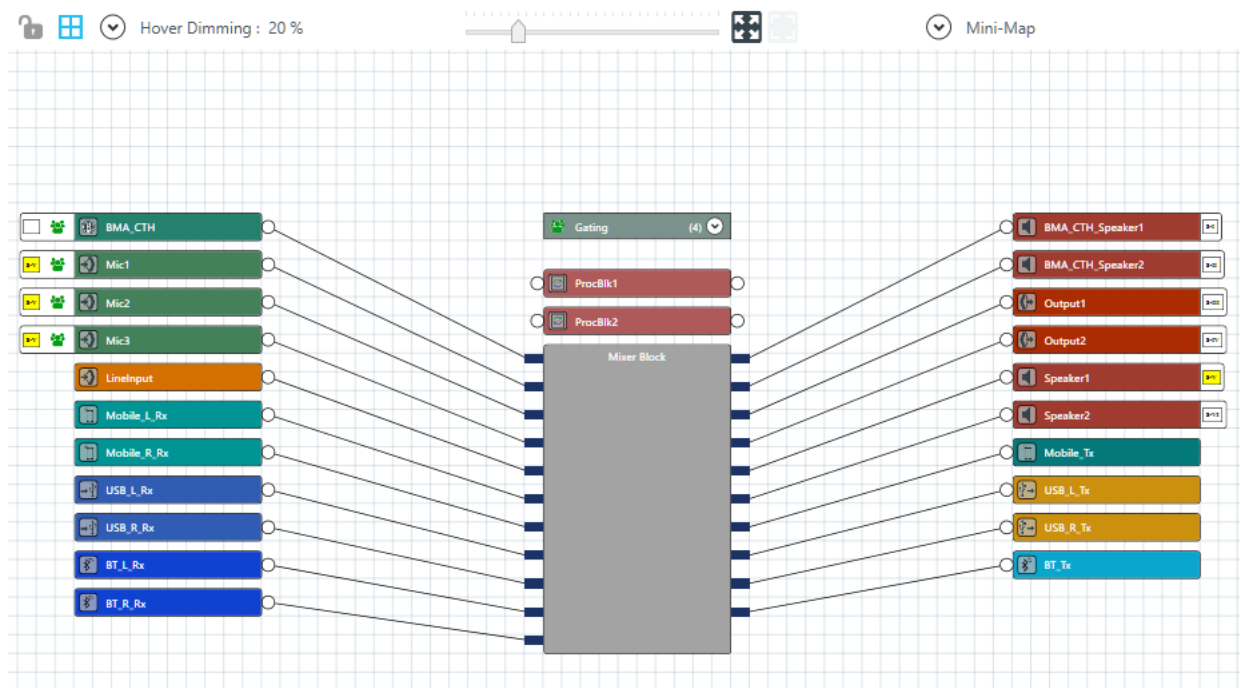 Hover Dimming : 20 %
Mini-Map
BMA_CTH
Mic1
Mic2
Mic3
LineInput
Mobile_L_Rx
Mobile_R_Rx
USB_L_Rx
USB_R_Rx
BT_L_Rx
BT_R_Rx
Gating (4)
ProcBlk1
ProcBlk2
Mixer Block
BMA_CTH_Speaker1
BMA_CTH_Speaker2
Output1
Output2
Speaker1
Speaker2
Mobile_Tx
USB_L_Tx
USB_R_Tx
BT_Tx